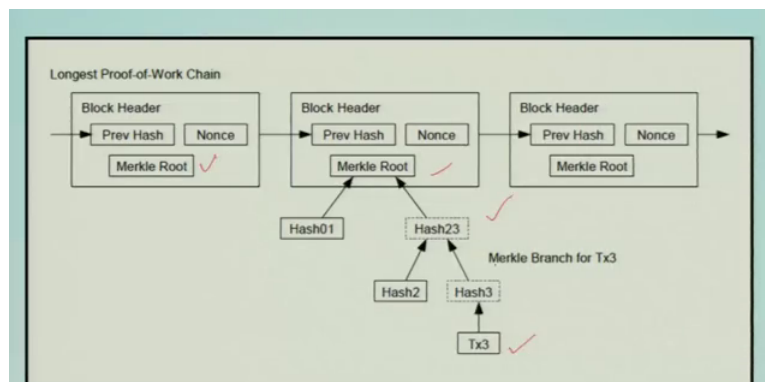 Longest Proof-of-Work Chain
Block Header
Prev Hash
Nonce
Merkle Root
Block Header
Prev Hash
Nonce
Merkle Root
Block Header
Prev Hash
Nonce
Merkle Root
Hash01
Hash23
Merkle Branch for Tx3
Hash2
Hash3
Tx3